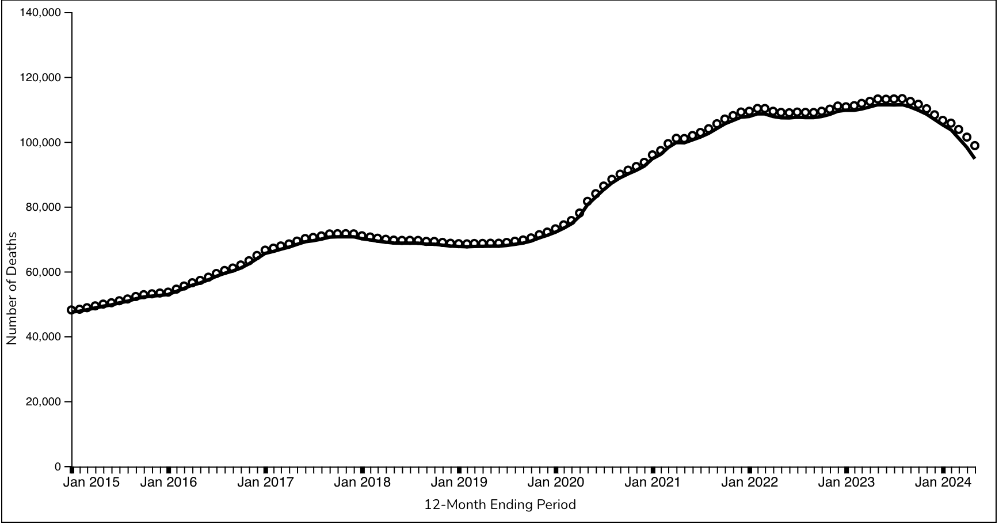 140,000
120,000
100,000
80,000
60,000
40,000
20,000
0
Number of Deaths
Jan 2015 Jan 2016 Jan 2017 Jan 2018 Jan 2019 Jan 2020 Jan 2021 Jan 2022 Jan 2023 Jan 2024
12-Month Ending Period